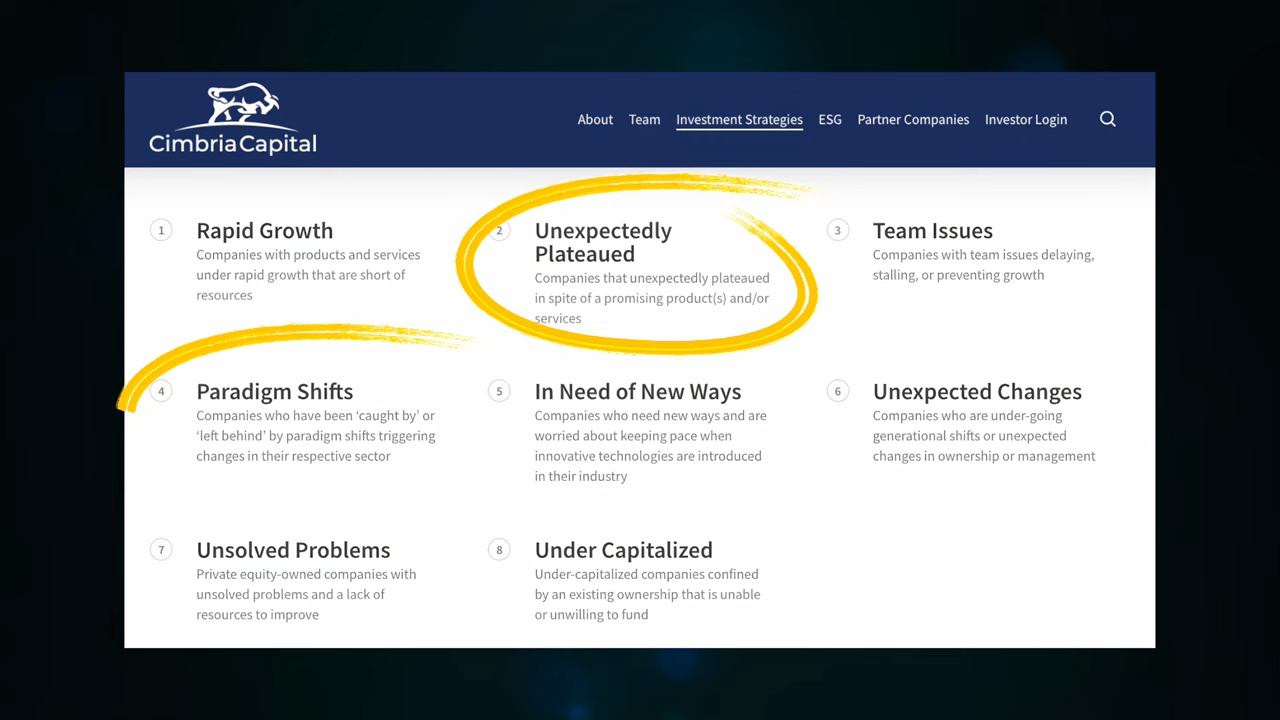 Cimbria Capital
About Team Investment Strategies ESG Partner Companies Investor Login
1 Rapid Growth
Companies with products and services
under rapid growth that are short of
resources
2 Unexpectedly
Plateaued
Companies that unexpectedly plateaued
in spite of a promising product(s) and/or
services
3 Team Issues
Companies with team issues delaying,
stalling, or preventing growth
4 Paradigm Shifts
Companies who have been ‘caught by’ or
‘left behind’ by paradigm shifts triggering
changes in their respective sector
5 In Need of New Ways
Companies who need new ways and are
worried about keeping pace when
innovative technologies are introduced
in their industry
6 Unexpected Changes
Companies who are under-going
generational shifts or unexpected
changes in ownership or management
7 Unsolved Problems
Private equity-owned companies with
unsolved problems and a lack of
resources to improve
8 Under Capitalized
Under-capitalized companies confined
by an existing ownership that is unable
or unwilling to fund